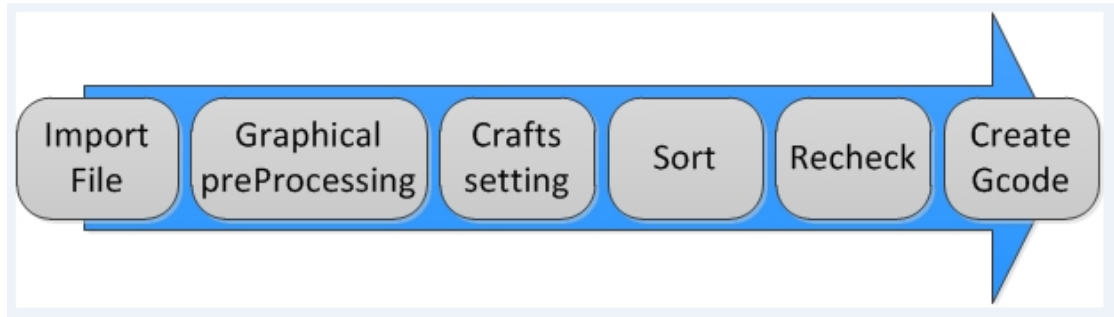 Import
File
Graphical
preProcessing
Crafts
setting
Sort
Recheck
Create
Gcode